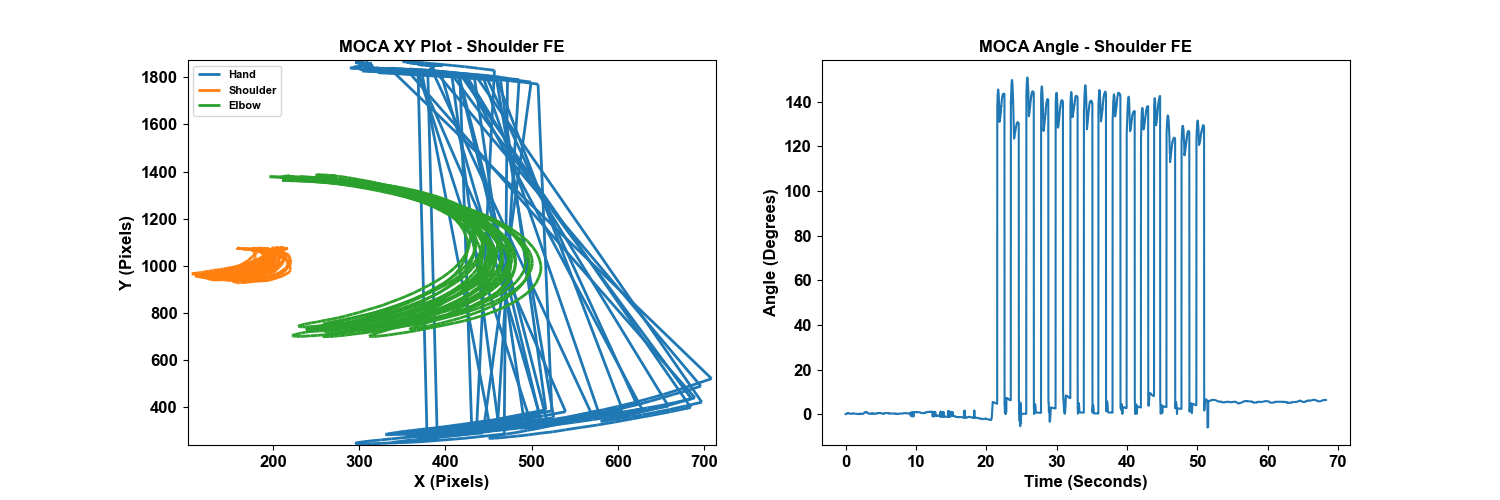 MOCA XY Plot - Shoulder FE
Hand
Shoulder
Elbow
1800
1600
1400
1200
1000
800
600
400
Y (Pixels)
200 300 400 500 600 700
X (Pixels)
MOCA Angle - Shoulder FE
140
120
100
80
60
40
20
0
Angle (Degrees)
0 10 20 30 40 50 60 70
Time (Seconds)